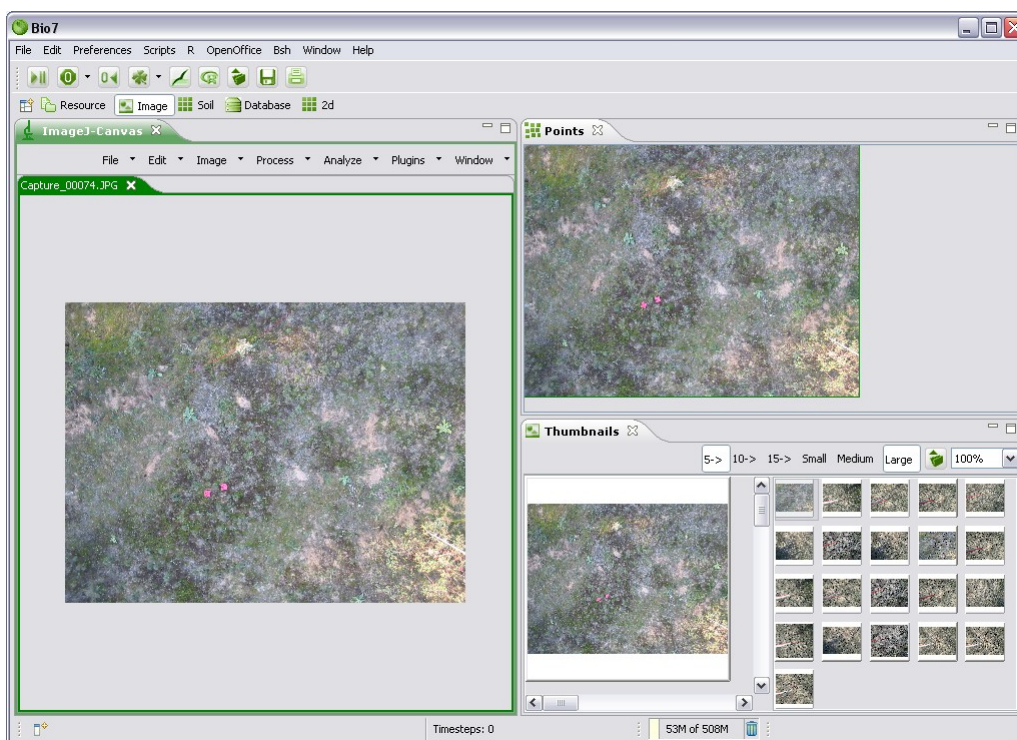 Bio7
File Edit Preferences Scripts R OpenOffice Bsh Window Help
Resource Image Soil Database 2d
ImageJ-Canvas
File Edit Image Process Analyze Plugins Window
Capture_00074.JPG
Points
Thumbnails
5-> 10-> 15-> Small Medium Large 100%
Timesteps: 0 53M of 508M